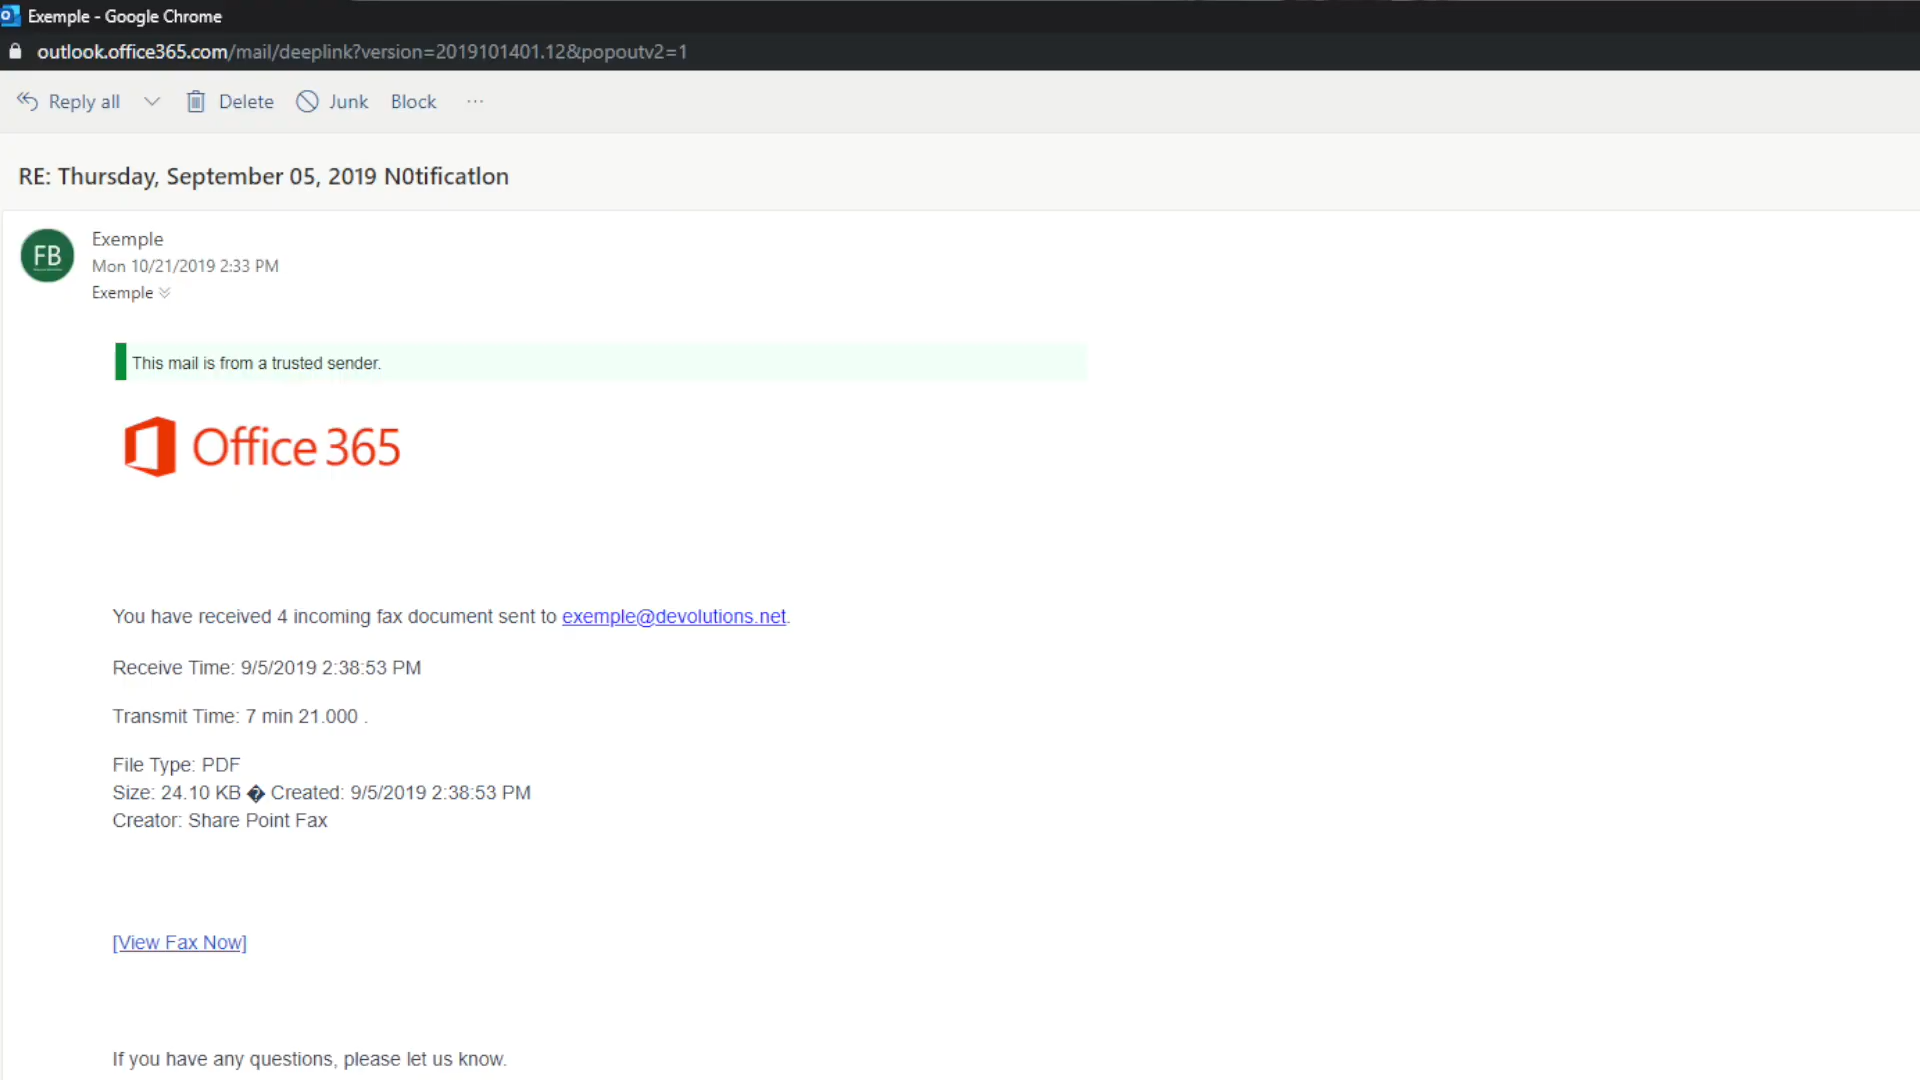 Exemple - Google Chrome
outlook.office365.com/mail/deeplink?version=2019101401.12&popoutv2=1
Reply all Delete Junk Block ...
RE: Thursday, September 05, 2019 N0tificatlon
FB
Exemple
Mon 10/21/2019 2:33 PM
Exemple
This mail is from a trusted sender.
Office 365
You have received 4 incoming fax document sent to exemple@devolutions.net.
Receive Time: 9/5/2019 2:38:53 PM
Transmit Time: 7 min 21.000 .
File Type: PDF
Size: 24.10 KB � Created: 9/5/2019 2:38:53 PM
Creator: Share Point Fax
[View Fax Now]
If you have any questions, please let us know.